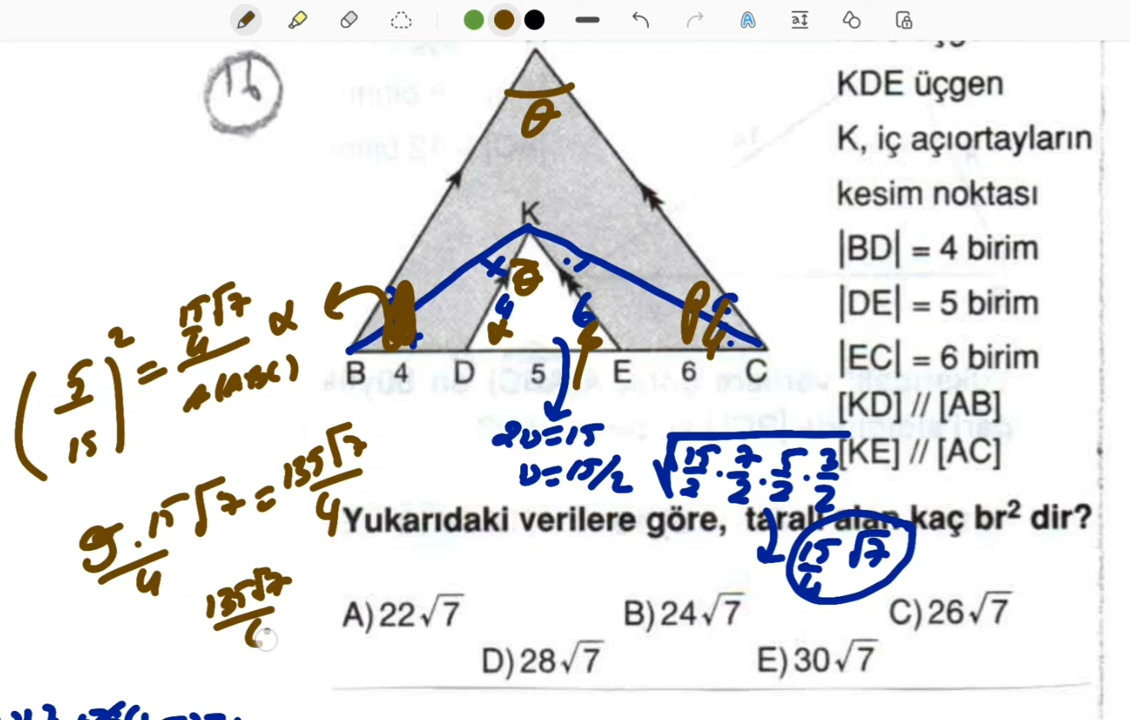 16
KDE üçgen
K, iç açıortayların
kesim noktası
|BD| = 4 birim
|DE| = 5 birim
|EC| = 6 birim
[KD] // [AB]
[KE] // [AC]
θ
K
θ
x
4
6
α
B 4 D 5 E 6 C
(5/15)² = 15√7/4 / A(ABC)
α
2u=15
u=15/2
√15/2 · 7/2 · 5/2 · 3/2
15/4 √7
9 · 15√7 / 4 = 135√7/4
135√7
Yukarıdaki verilere göre, taralı alan kaç br² dir?
A) 22√7 B) 24√7 C) 26√7
D) 28√7 E) 30√7